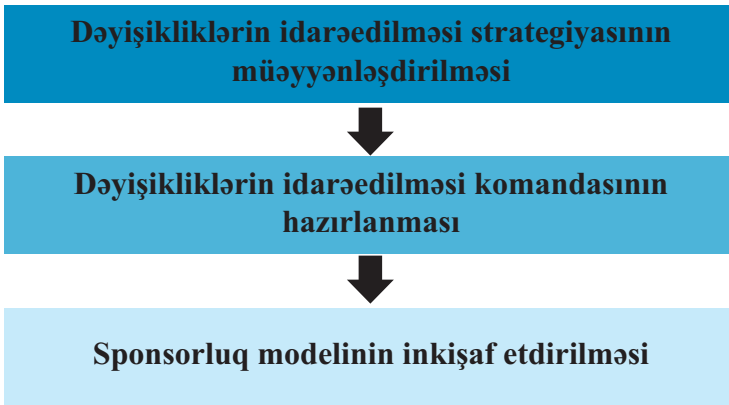 Dəyişikliklərin idarəedilməsi strategiyasının
müəyyənləşdirilməsi
Dəyişikliklərin idarəedilməsi komandasının
hazırlanması
Sponsorluq modelinin inkişaf etdirilməsi